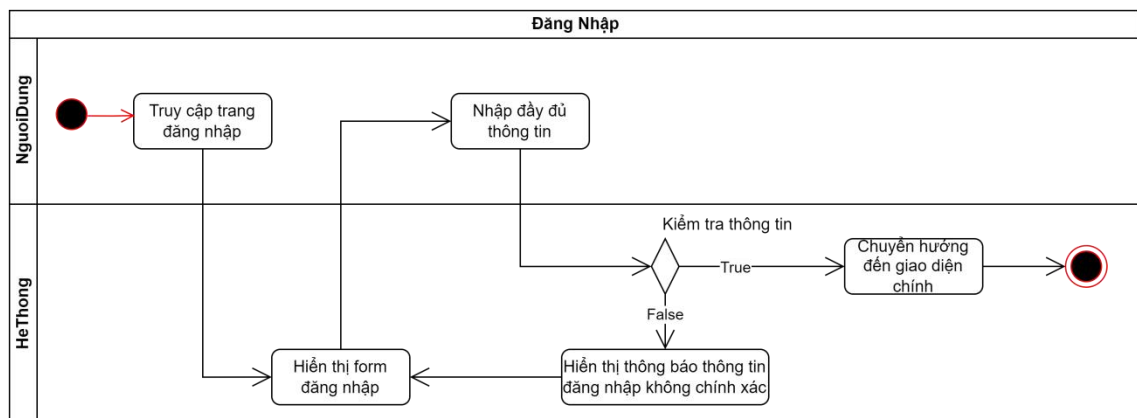 Đăng Nhập
NguoiDung
Truy cập trang
đăng nhập
Nhập đầy đủ
thông tin
HeThong
Kiểm tra thông tin
True
Chuyển hướng
đến giao diện
chính
False
Hiển thị form
đăng nhập
Hiển thị thông báo thông tin
đăng nhập không chính xác